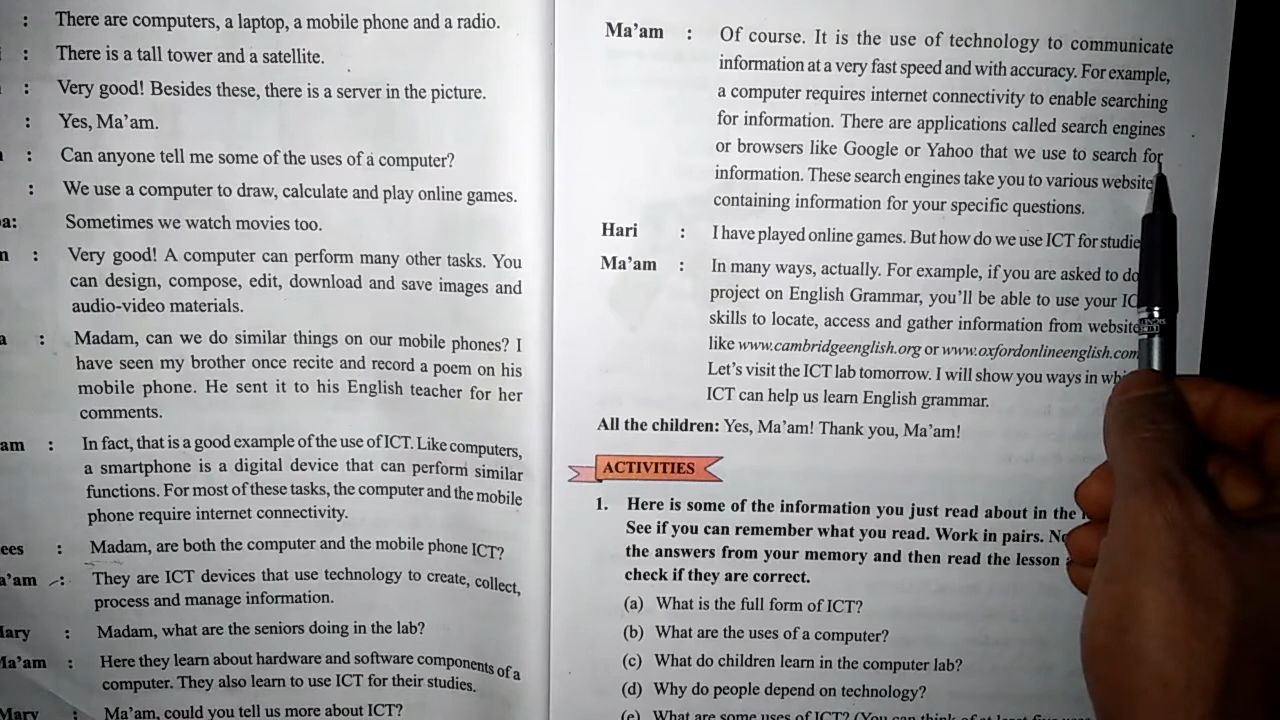 : There are computers, a laptop, a mobile phone and a radio.
: There is a tall tower and a satellite.
: Very good! Besides these, there is a server in the picture.
: Yes, Ma'am.
: Can anyone tell me some of the uses of a computer?
: We use a computer to draw, calculate and play online games.
a: Sometimes we watch movies too.
: Very good! A computer can perform many other tasks. You
can design, compose, edit, download and save images and
audio-video materials.
a : Madam, can we do similar things on our mobile phones? I
have seen my brother once recite and record a poem on his
mobile phone. He sent it to his English teacher for her
comments.
am : In fact, that is a good example of the use of ICT. Like computers,
a smartphone is a digital device that can perform similar
functions. For most of these tasks, the computer and the mobile
phone require internet connectivity.
ees : Madam, are both the computer and the mobile phone ICT?
a'am : They are ICT devices that use technology to create, collect,
process and manage information.
lary : Madam, what are the seniors doing in the lab?
Ma'am : Here they learn about hardware and software components of a
computer. They also learn to use ICT for their studies.
Mary : Ma'am, could you tell us more about ICT?
Ma'am : Of course. It is the use of technology to communicate
information at a very fast speed and with accuracy. For example,
a computer requires internet connectivity to enable searching
for information. There are applications called search engines
or browsers like Google or Yahoo that we use to search for
information. These search engines take you to various website
containing information for your specific questions.
Hari : I have played online games. But how do we use ICT for studie
Ma'am : In many ways, actually. For example, if you are asked to do
project on English Grammar, you'll be able to use your IC
skills to locate, access and gather information from website
like www.cambridgeenglish.org or www.oxfordonlineenglish.com
Let's visit the ICT lab tomorrow. I will show you ways in wh
ICT can help us learn English grammar.
All the children: Yes, Ma'am! Thank you, Ma'am!
ACTIVITIES
1. Here is some of the information you just read about in the
See if you can remember what you read. Work in pairs. No
the answers from your memory and then read the lesson
check if they are correct.
(a) What is the full form of ICT?
(b) What are the uses of a computer?
(c) What do children learn in the computer lab?
(d) Why do people depend on technology?
(e) What are some uses of ICT? (You can think of at least five